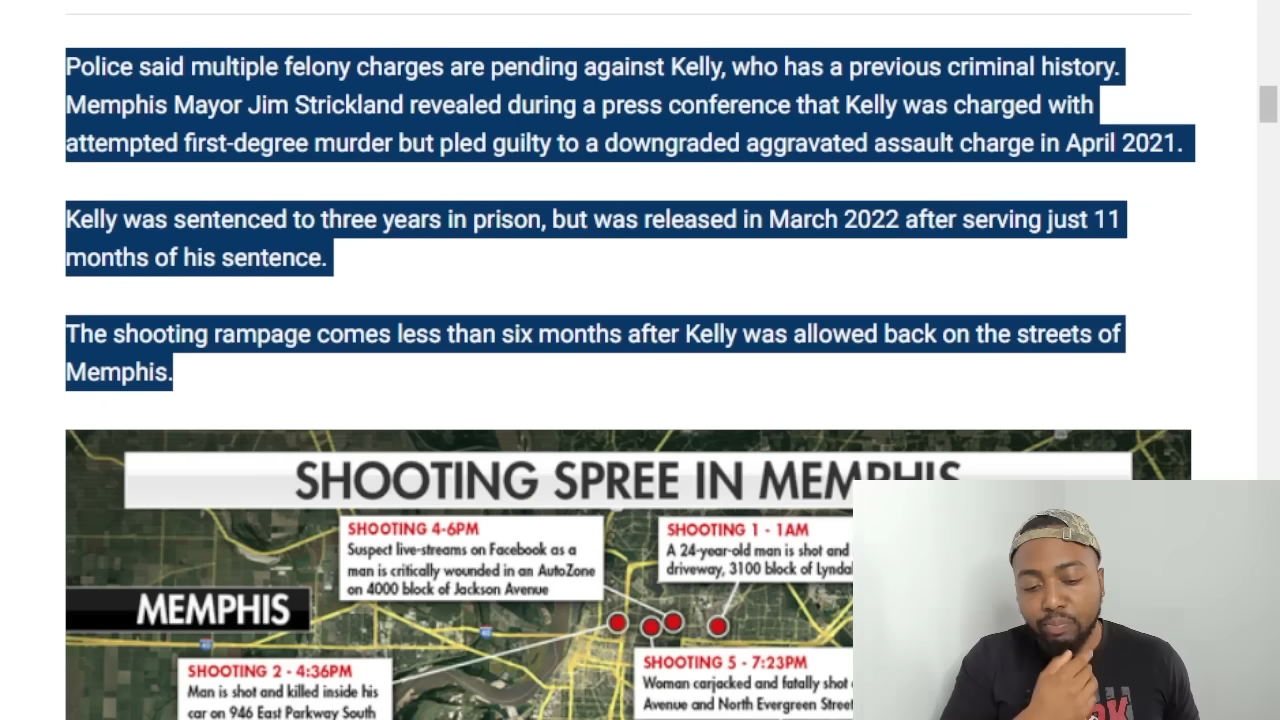 Police said multiple felony charges are pending against Kelly, who has a previous criminal history.
Memphis Mayor Jim Strickland revealed during a press conference that Kelly was charged with
attempted first-degree murder but pled guilty to a downgraded aggravated assault charge in April 2021.
Kelly was sentenced to three years in prison, but was released in March 2022 after serving just 11
months of his sentence.
The shooting rampage comes less than six months after Kelly was allowed back on the streets of
Memphis.
SHOOTING SPREE IN MEMPHIS
SHOOTING 4-6PM
Suspect live-streams on Facebook as a
man is critically wounded in an AutoZone
on 4000 block of Jackson Avenue
SHOOTING 1 - 1AM
A 24-year-old man is shot and
driveway, 3100 block of
MEMPHIS
SHOOTING 2 - 4:36PM
Man is shot and killed inside his
car on 946 East Parkway South
SHOOTING 5 - 7:23PM
Woman carjacked and fatally shot
Avenue and North Evergreen Street